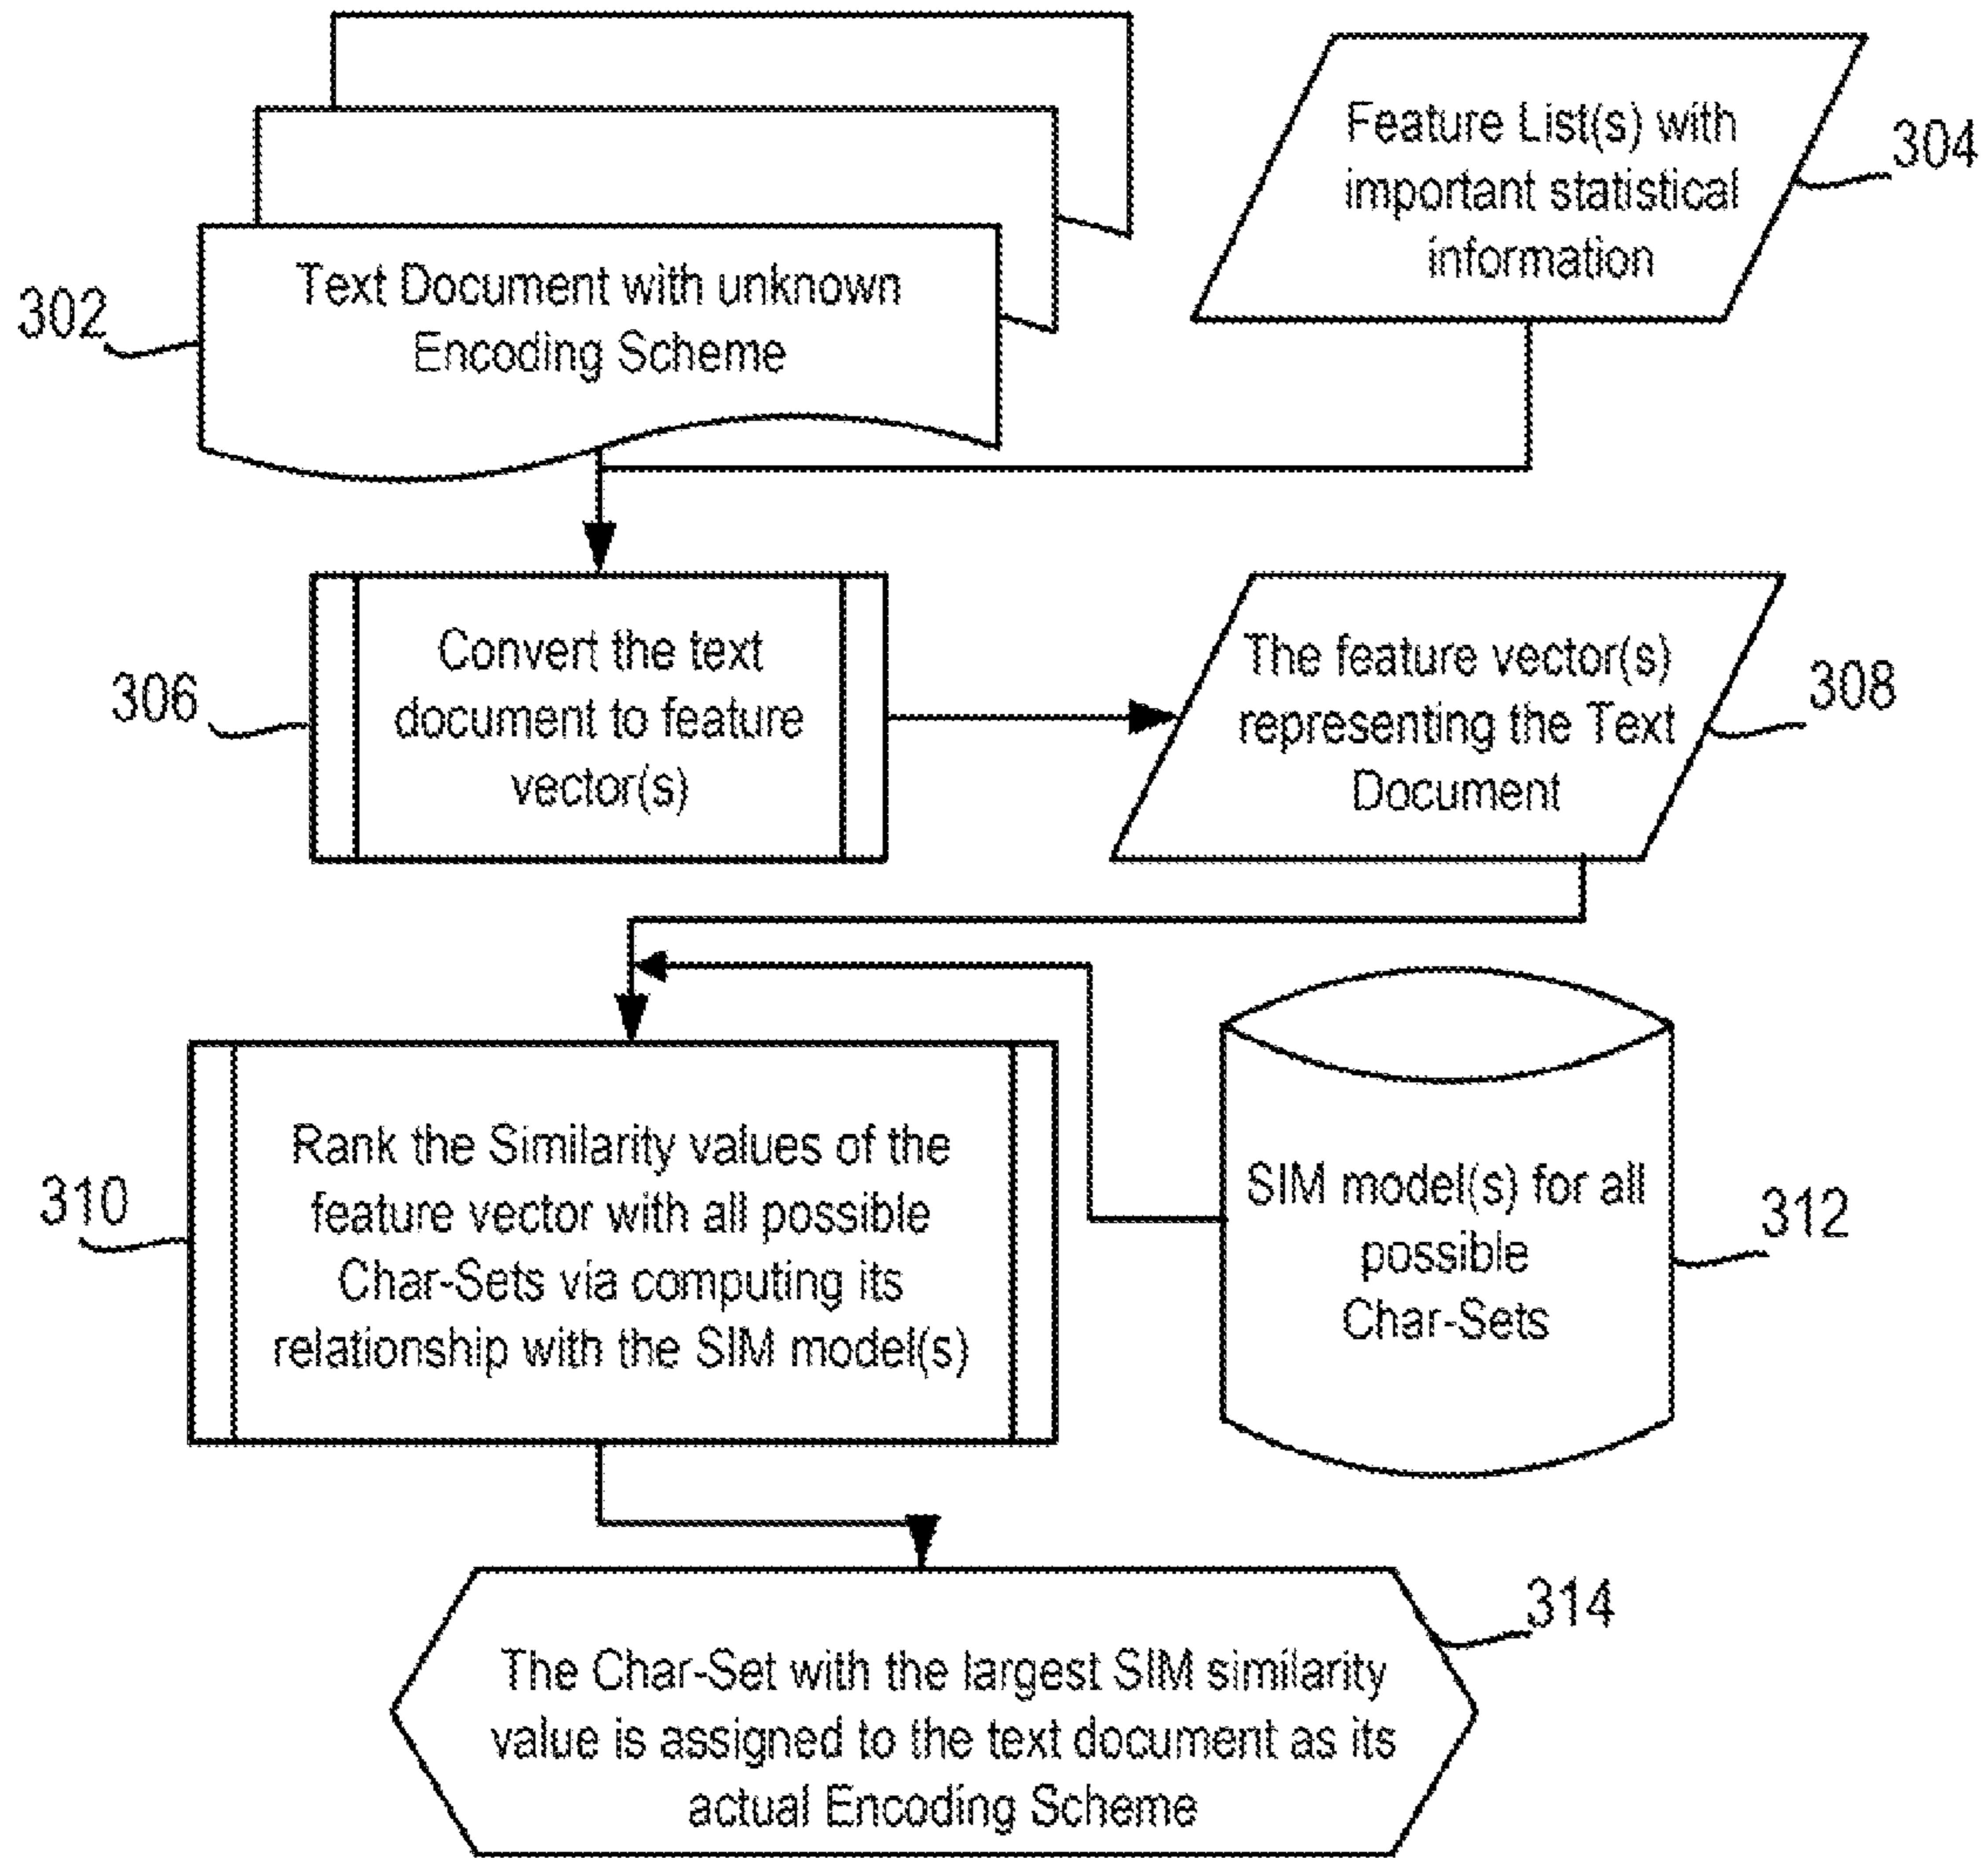 Feature List(s) with
important statistical
information
304
Text Document with unknown
Encoding Scheme
302
Convert the text
document to feature
vector(s)
306
The feature vector(s)
representing the Text
Document
308
Rank the Similarity values of the
feature vector with all possible
Char-Sets via computing its
relationship with the SIM model(s)
310
SIM model(s) for all
possible
Char-Sets
312
The Char-Set with the largest SIM similarity
value is assigned to the text document as its
actual Encoding Scheme
314